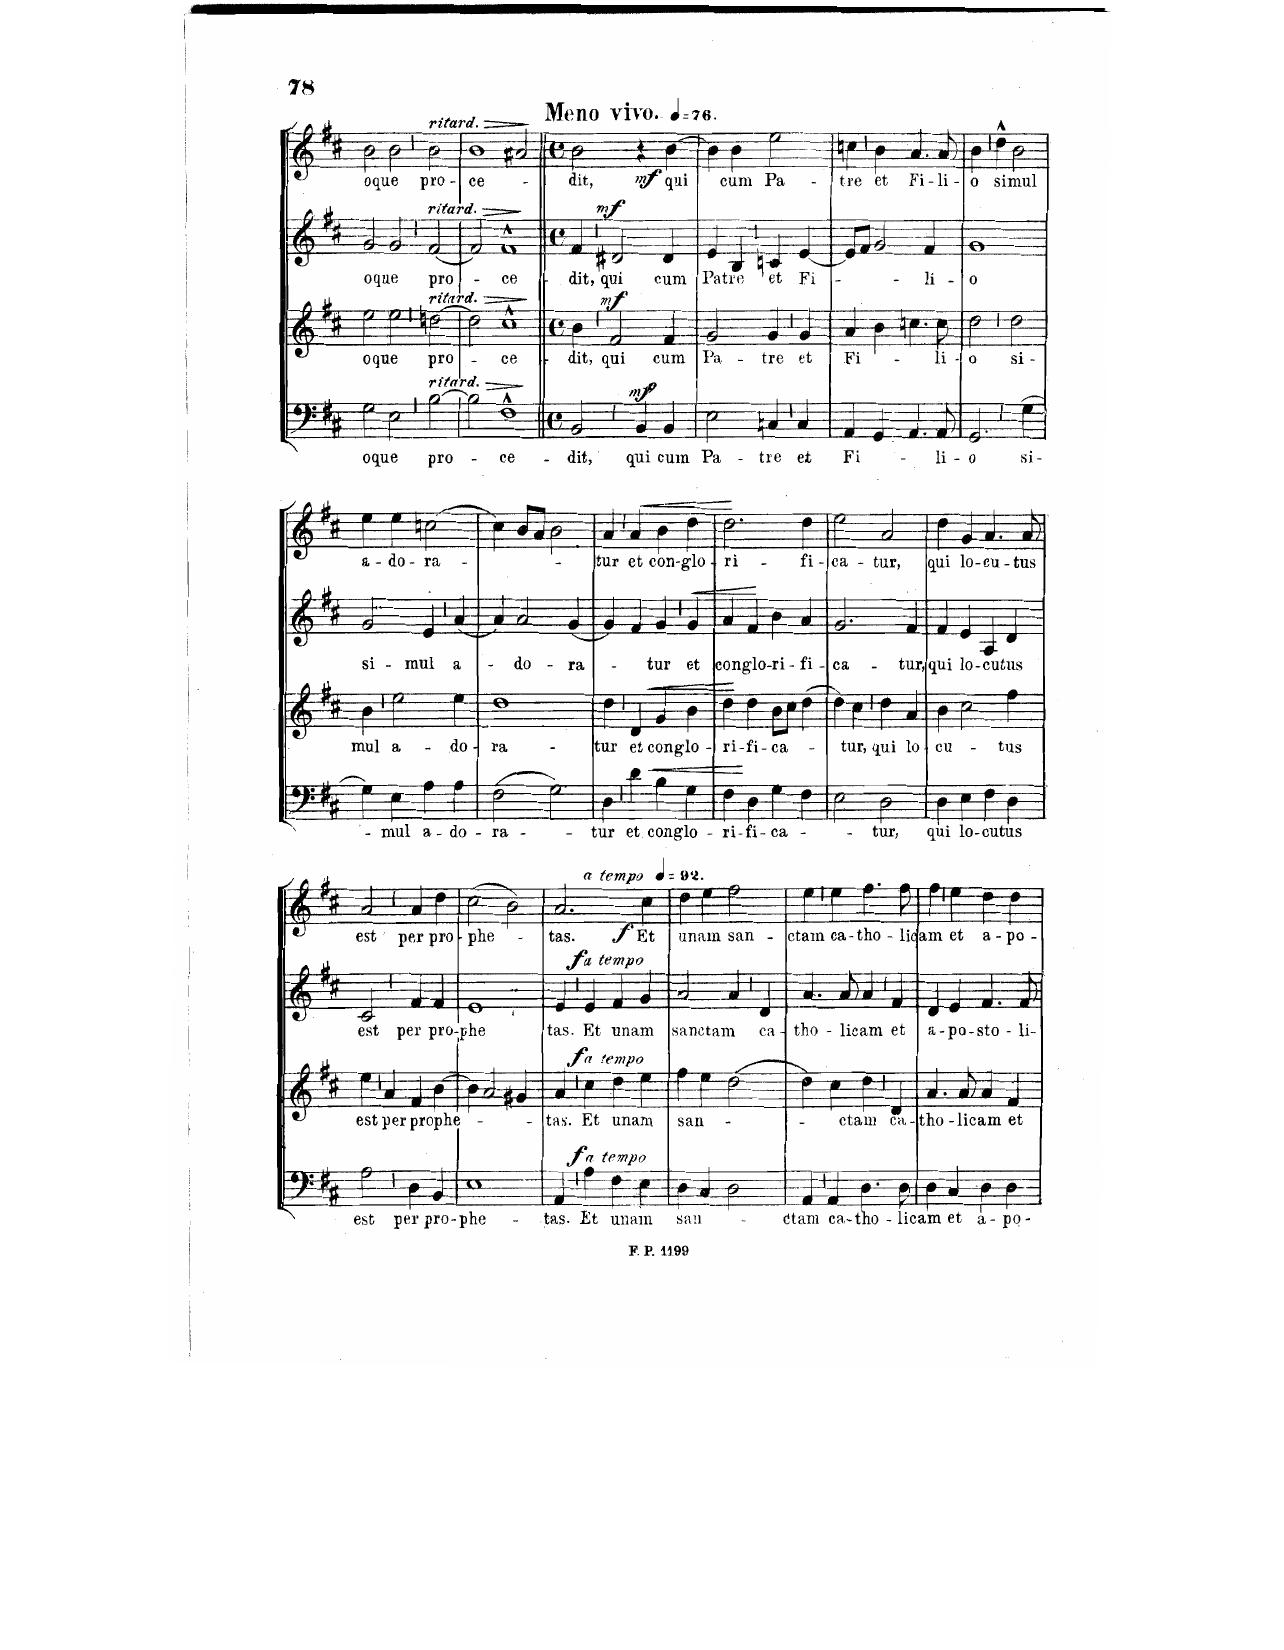 78
Meno vivo. ♩=76.
ritard.
oque pro - ce - dit, mf qui cum Pa - tre et Fi - li - o simul
ritard. mf
oque pro - ce - dit, qui cum Patre et Fi - - li - o
ritard. mf
oque pro - ce - dit, qui cum Pa - tre et Fi - li - o si -
ritard. mf
oque pro - ce - dit, qui cum Pa - tre et Fi - li - o si -
a - do - ra - - tur et con - glo - ri - fi - ca - tur, qui lo - cu - tus
si - mul a - do - ra - tur et conglo - ri - fi - ca - tur, qui lo - cutus
mul a - do - ra - tur et conglo - ri - fi - ca - tur, qui lo - cu - tus
- mul a - do - ra - - tur et conglo - ri - fi - ca - - tur, qui lo - cutus
a tempo ♩=92.
est per pro - phe - tas. f Et unam san - ctam ca - tho - licam et a - po -
f a tempo
est per pro - phe tas. Et unam sanctam ca - tho - licam et a - po - sto - li -
f a tempo
est per prophe - - tas. Et unam san - - ctam ca - tho - licam et
f a tempo
est per pro - phe - tas. Et unam san - ctam ca - tho - licam et a - po -
F. P. 1199